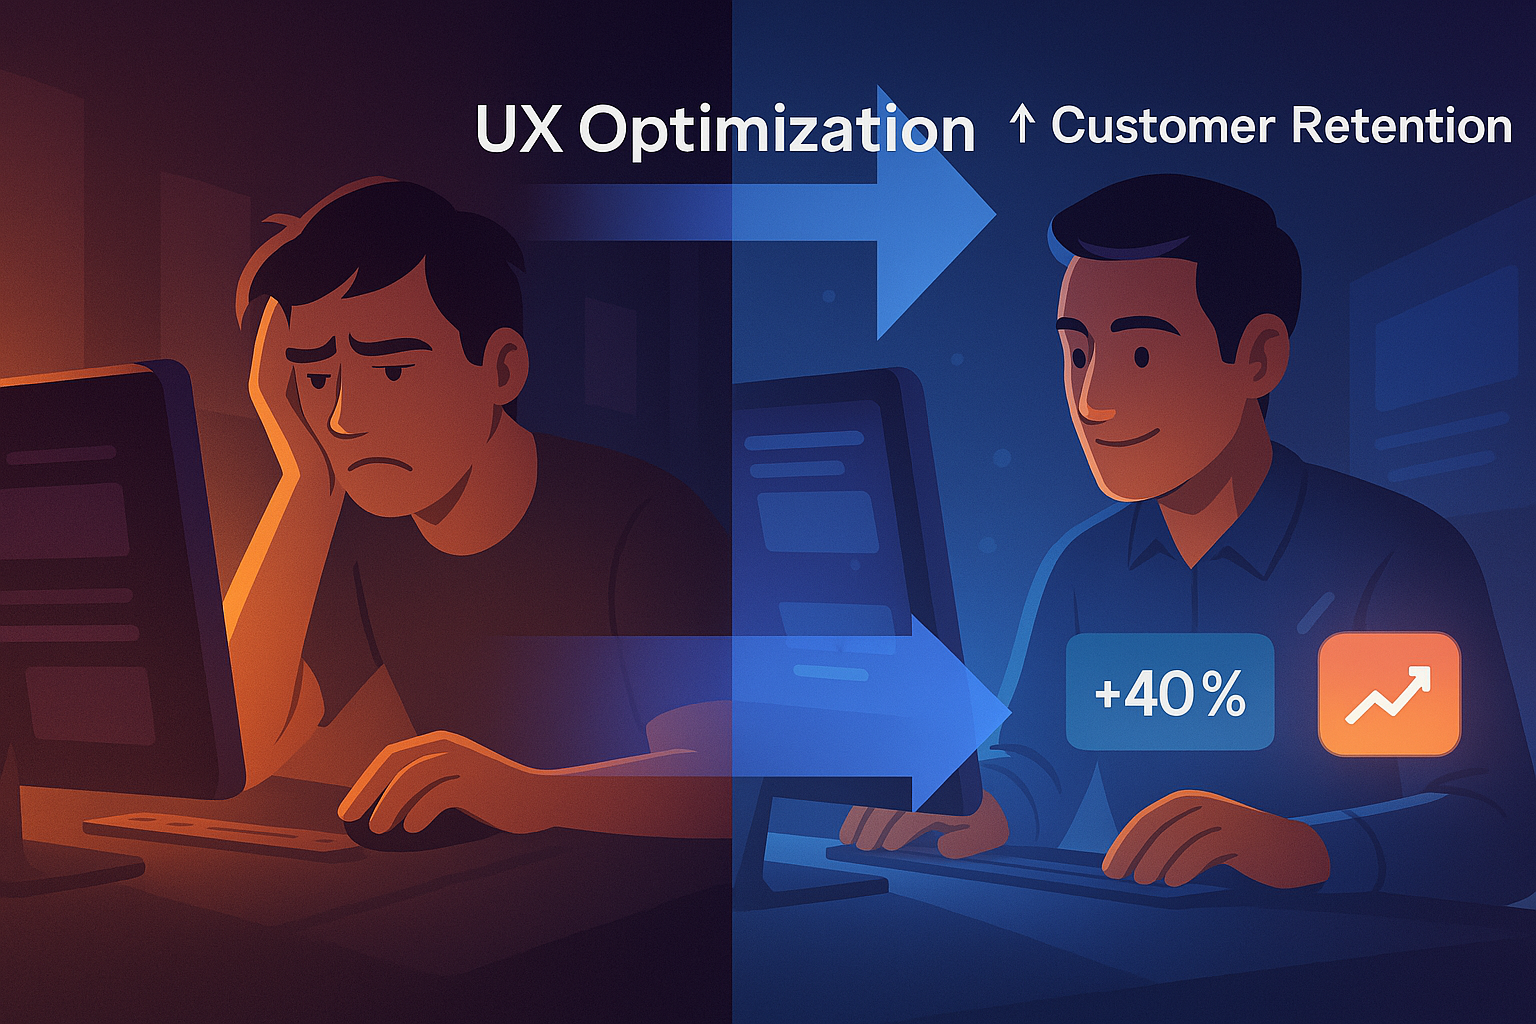 UX Optimization
↑ Customer Retention
+40%